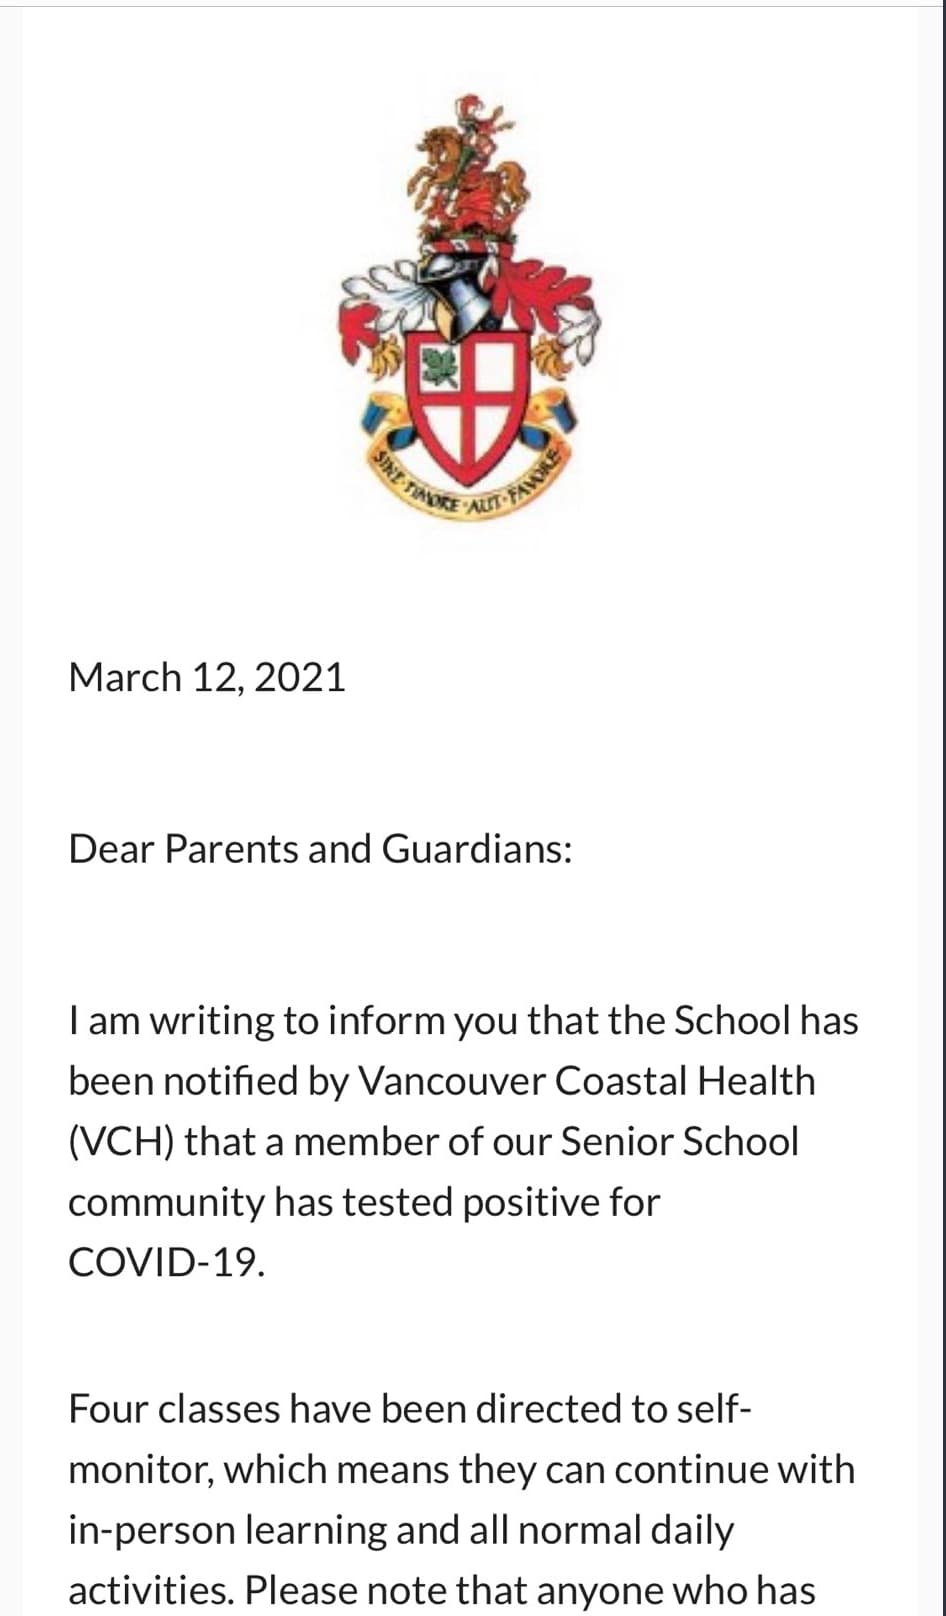 SINE·TIMORE·AUT·FAVORE
March 12, 2021
Dear Parents and Guardians:
I am writing to inform you that the School has
been notified by Vancouver Coastal Health
(VCH) that a member of our Senior School
community has tested positive for
COVID-19.
Four classes have been directed to self-
monitor, which means they can continue with
in-person learning and all normal daily
activities. Please note that anyone who has